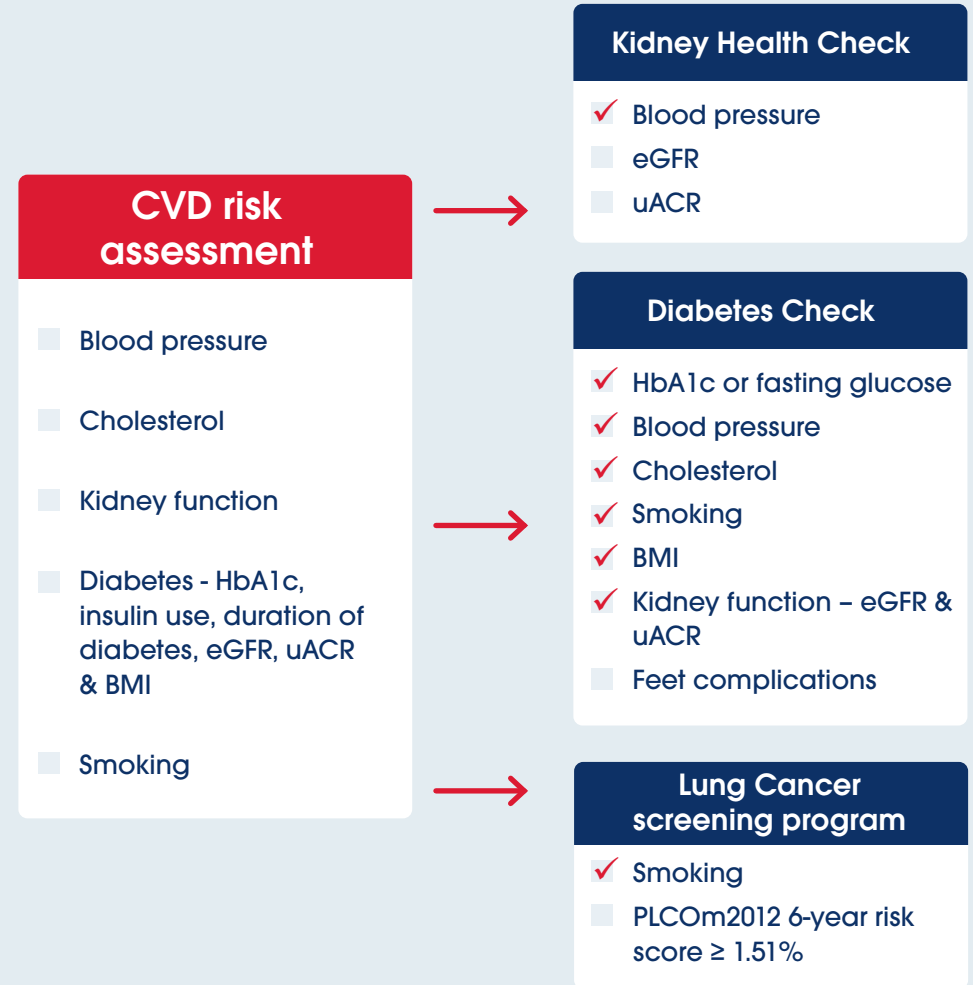 CVD risk
assessment
Blood pressure
Cholesterol
Kidney function
Diabetes - HbA1c,
insulin use, duration of
diabetes, eGFR, uACR
& BMI
Smoking
Kidney Health Check
Blood pressure
eGFR
uACR
Diabetes Check
HbA1c or fasting glucose
Blood pressure
Cholesterol
Smoking
BMI
Kidney function – eGFR &
uACR
Feet complications
Lung Cancer
screening program
Smoking
PLCOm2012 6-year risk
score ≥ 1.51%